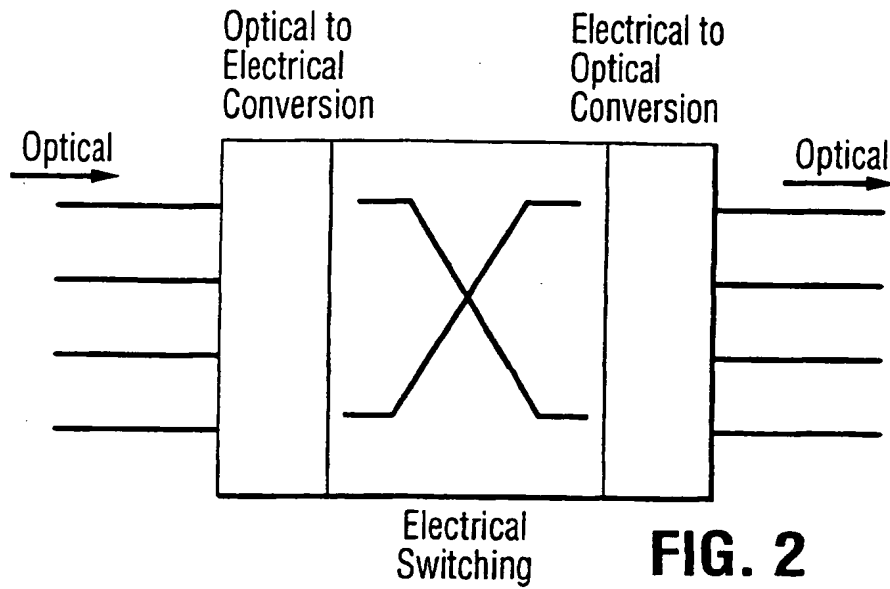 Optical to
Electrical
Conversion
Electrical to
Optical
Conversion
Optical
Optical
Electrical
Switching
FIG. 2